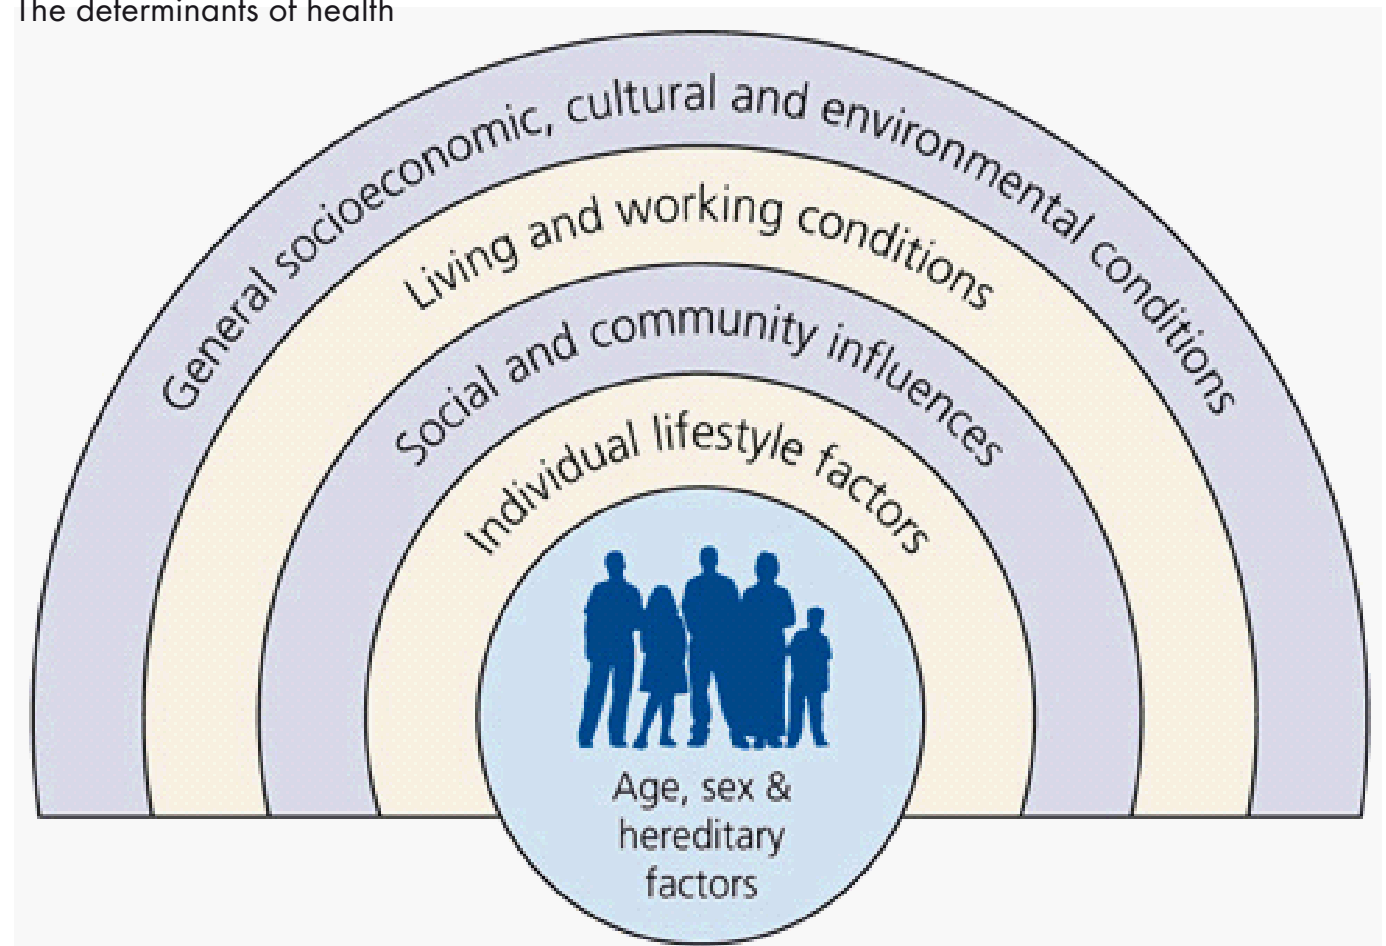 The determinants of health
General socioeconomic, cultural and environmental conditions
Living and working conditions
Social and community influences
Individual lifestyle factors
Age, sex &
hereditary
factors